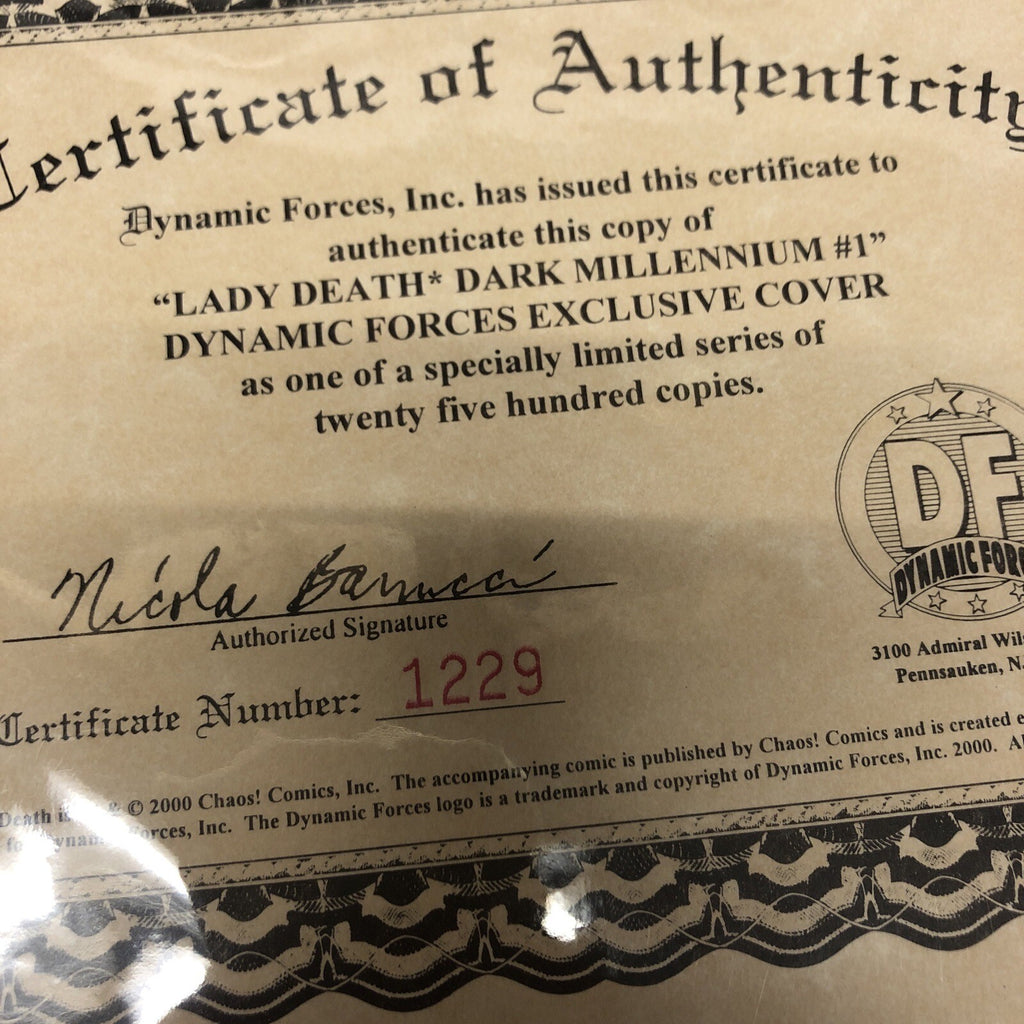 Certificate of Authenticity
Dynamic Forces, Inc. has issued this certificate to
authenticate this copy of
“LADY DEATH* DARK MILLENNIUM #1”
DYNAMIC FORCES EXCLUSIVE COVER
as one of a specially limited series of
twenty five hundred copies.
DF
DYNAMIC FOR
Nicola Barrucci
Authorized Signature
3100 Admiral Wil
Pennsauken, N.
Certificate Number: 1229
Death & © 2000 Chaos! Comics, Inc. The accompanying comic is published by Chaos! Comics and is created
Forces, Inc. The Dynamic Forces logo is a trademark and copyright of Dynamic Forces, Inc. 2000.